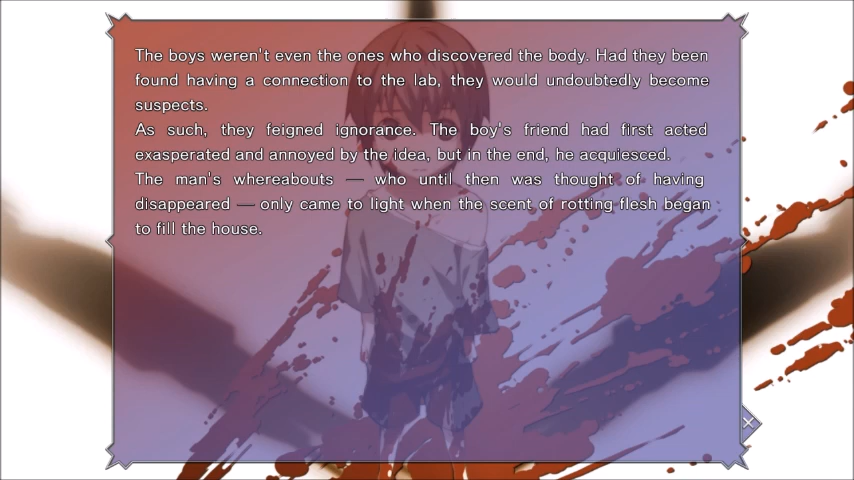 The boys weren't even the ones who discovered the body. Had they been
found having a connection to the lab, they would undoubtedly become
suspects.
As such, they feigned ignorance. The boy's friend had first acted
exasperated and annoyed by the idea, but in the end, he acquiesced.
The man's whereabouts — who until then was thought of having
disappeared — only came to light when the scent of rotting flesh began
to fill the house.